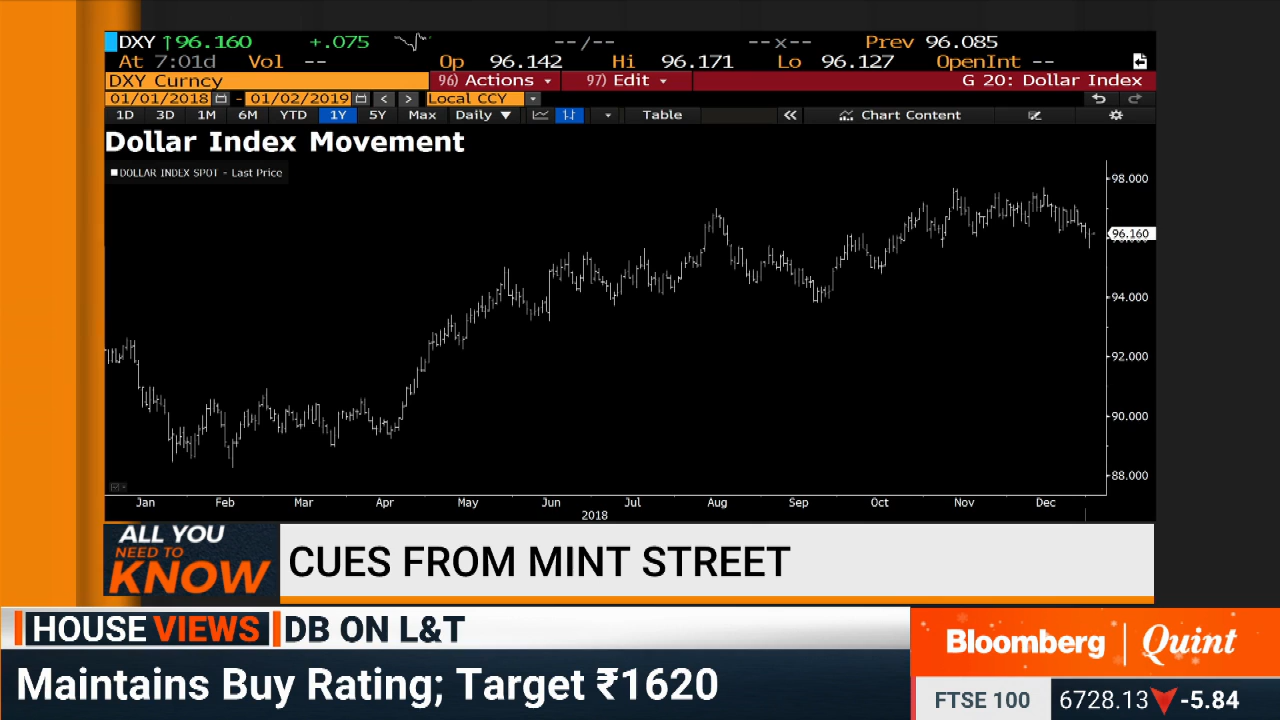 DXY ↑96.160 +.075 --/-- --x-- Prev 96.085
At 7:01d Vol -- Op 96.142 Hi 96.171 Lo 96.127 OpenInt --
DXY Curncy 96) Actions 97) Edit G 20: Dollar Index
01/01/2018 - 01/02/2019 < > Local CCY
1D 3D 1M 6M YTD 1Y 5Y Max Daily ▼ Table « Chart Content
Dollar Index Movement
DOLLAR INDEX SPOT - Last Price
98.000
96.160
94.000
92.000
90.000
88.000
Jan Feb Mar Apr May Jun Jul Aug Sep Oct Nov Dec
2018
ALL YOU
NEED TO
KNOW
CUES FROM MINT STREET
HOUSE VIEWS DB ON L&T
Maintains Buy Rating; Target ₹1620
Bloomberg | Quint
FTSE 100 6728.13 -5.84